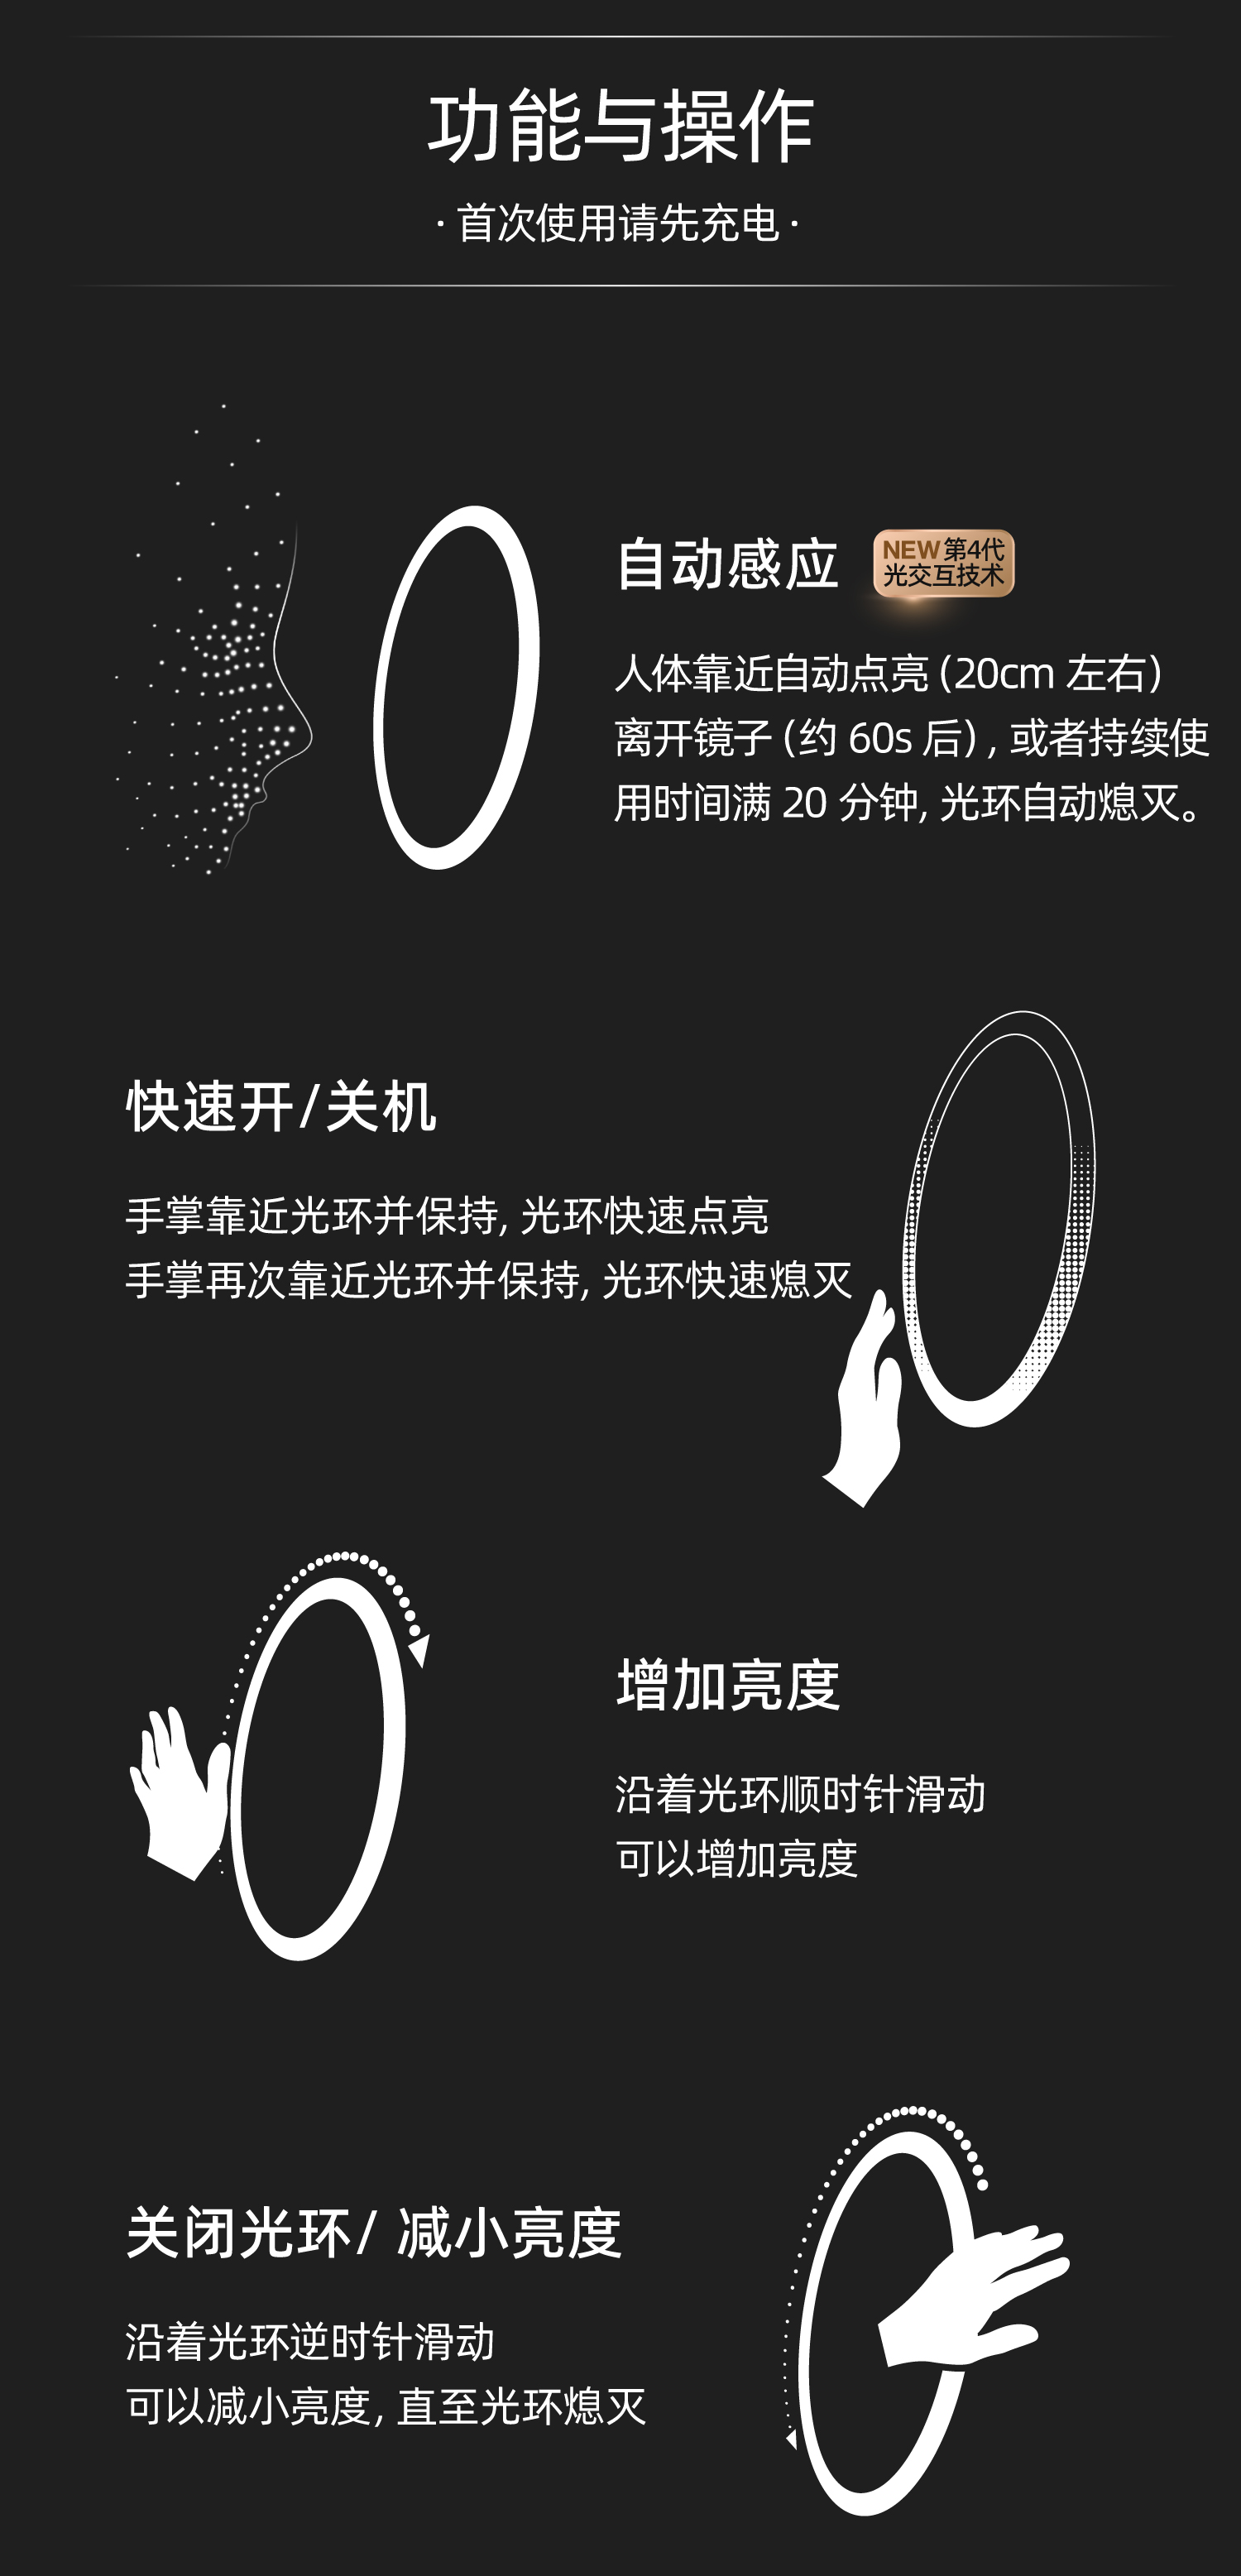 功能与操作
· 首次使用请先充电 ·
自动感应
NEW 第4代
光交互技术
人体靠近自动点亮 (20cm 左右)
离开镜子 (约 60s 后) , 或者持续使
用时间满 20 分钟, 光环自动熄灭。
快速开/关机
手掌靠近光环并保持, 光环快速点亮
手掌再次靠近光环并保持, 光环快速熄灭
增加亮度
沿着光环顺时针滑动
可以增加亮度
关闭光环/ 减小亮度
沿着光环逆时针滑动
可以减小亮度, 直至光环熄灭